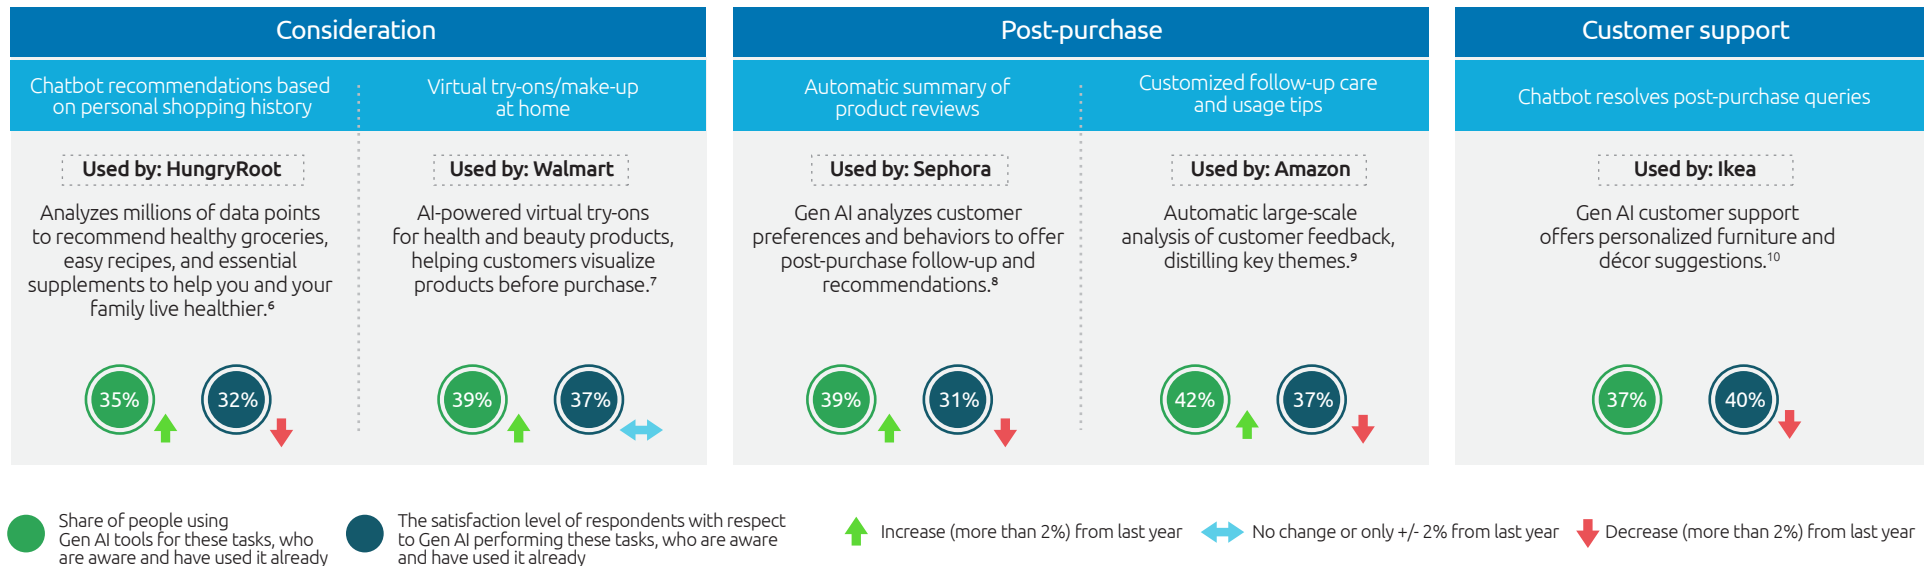 Consideration
Chatbot recommendations based
on personal shopping history
Virtual try-ons/make-up
at home
Used by: HungryRoot
Analyzes millions of data points
to recommend healthy groceries,
easy recipes, and essential
supplements to help you and your
family live healthier.⁶
35%
32%
Used by: Walmart
AI-powered virtual try-ons
for health and beauty products,
helping customers visualize
products before purchase.⁷
39%
37%
Post-purchase
Automatic summary of
product reviews
Customized follow-up care
and usage tips
Used by: Sephora
Gen AI analyzes customer
preferences and behaviors to offer
post-purchase follow-up and
recommendations.⁸
39%
31%
Used by: Amazon
Automatic large-scale
analysis of customer feedback,
distilling key themes.⁹
42%
37%
Customer support
Chatbot resolves post-purchase queries
Used by: Ikea
Gen AI customer support
offers personalized furniture and
décor suggestions.¹⁰
37%
40%
Share of people using
Gen AI tools for these tasks, who
are aware and have used it already
The satisfaction level of respondents with respect
to Gen AI performing these tasks, who are aware
and have used it already
Increase (more than 2%) from last year
No change or only +/- 2% from last year
Decrease (more than 2%) from last year